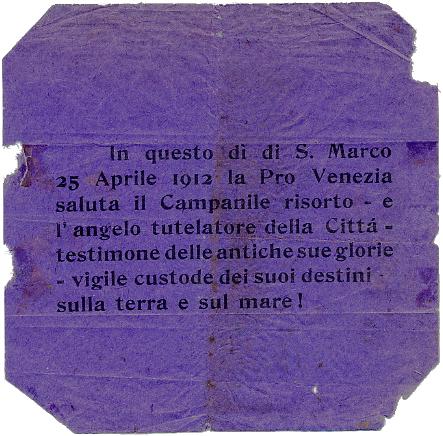 In questo dì di S. Marco
25 Aprile 1912 la Pro Venezia
saluta il Campanile risorto - e
l'angelo tutelatore della Cittá -
testimone delle antiche sue glorie
- vigile custode dei suoi destini -
sulla terra e sul mare!